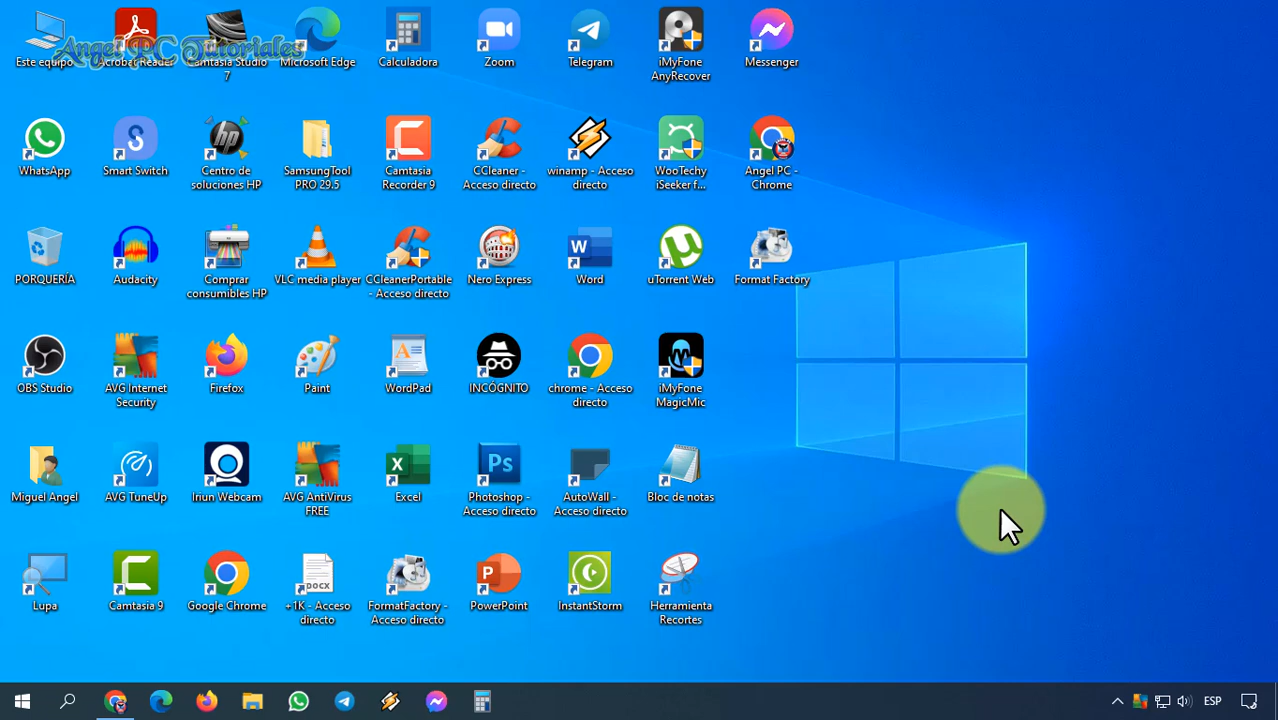 Angel PC Tutoriales
Este equipo
Acrobat Reader
Camtasia Studio
7
Microsoft Edge
Calculadora
Zoom
Telegram
iMyFone
AnyRecover
Messenger
WhatsApp
Smart Switch
Centro de
soluciones HP
SamsungTool
PRO 29.5
Camtasia
Recorder 9
CCleaner -
Acceso directo
winamp - Acceso
directo
WooTechy
iSeeker f...
Angel PC -
Chrome
PORQUERÍA
Audacity
Comprar
consumibles HP
VLC media player
CCleanerPortable
- Acceso directo
Nero Express
Word
uTorrent Web
Format Factory
OBS Studio
AVG Internet
Security
Firefox
Paint
WordPad
INCÓGNITO
chrome - Acceso
directo
iMyFone
MagicMic
Miguel Angel
AVG TuneUp
Iriun Webcam
AVG AntiVirus
FREE
Excel
Photoshop -
Acceso directo
AutoWall -
Acceso directo
Bloc de notas
Lupa
Camtasia 9
Google Chrome
+1K - Acceso
directo
FormatFactory -
Acceso directo
PowerPoint
InstantStorm
Herramienta
Recortes
ESP